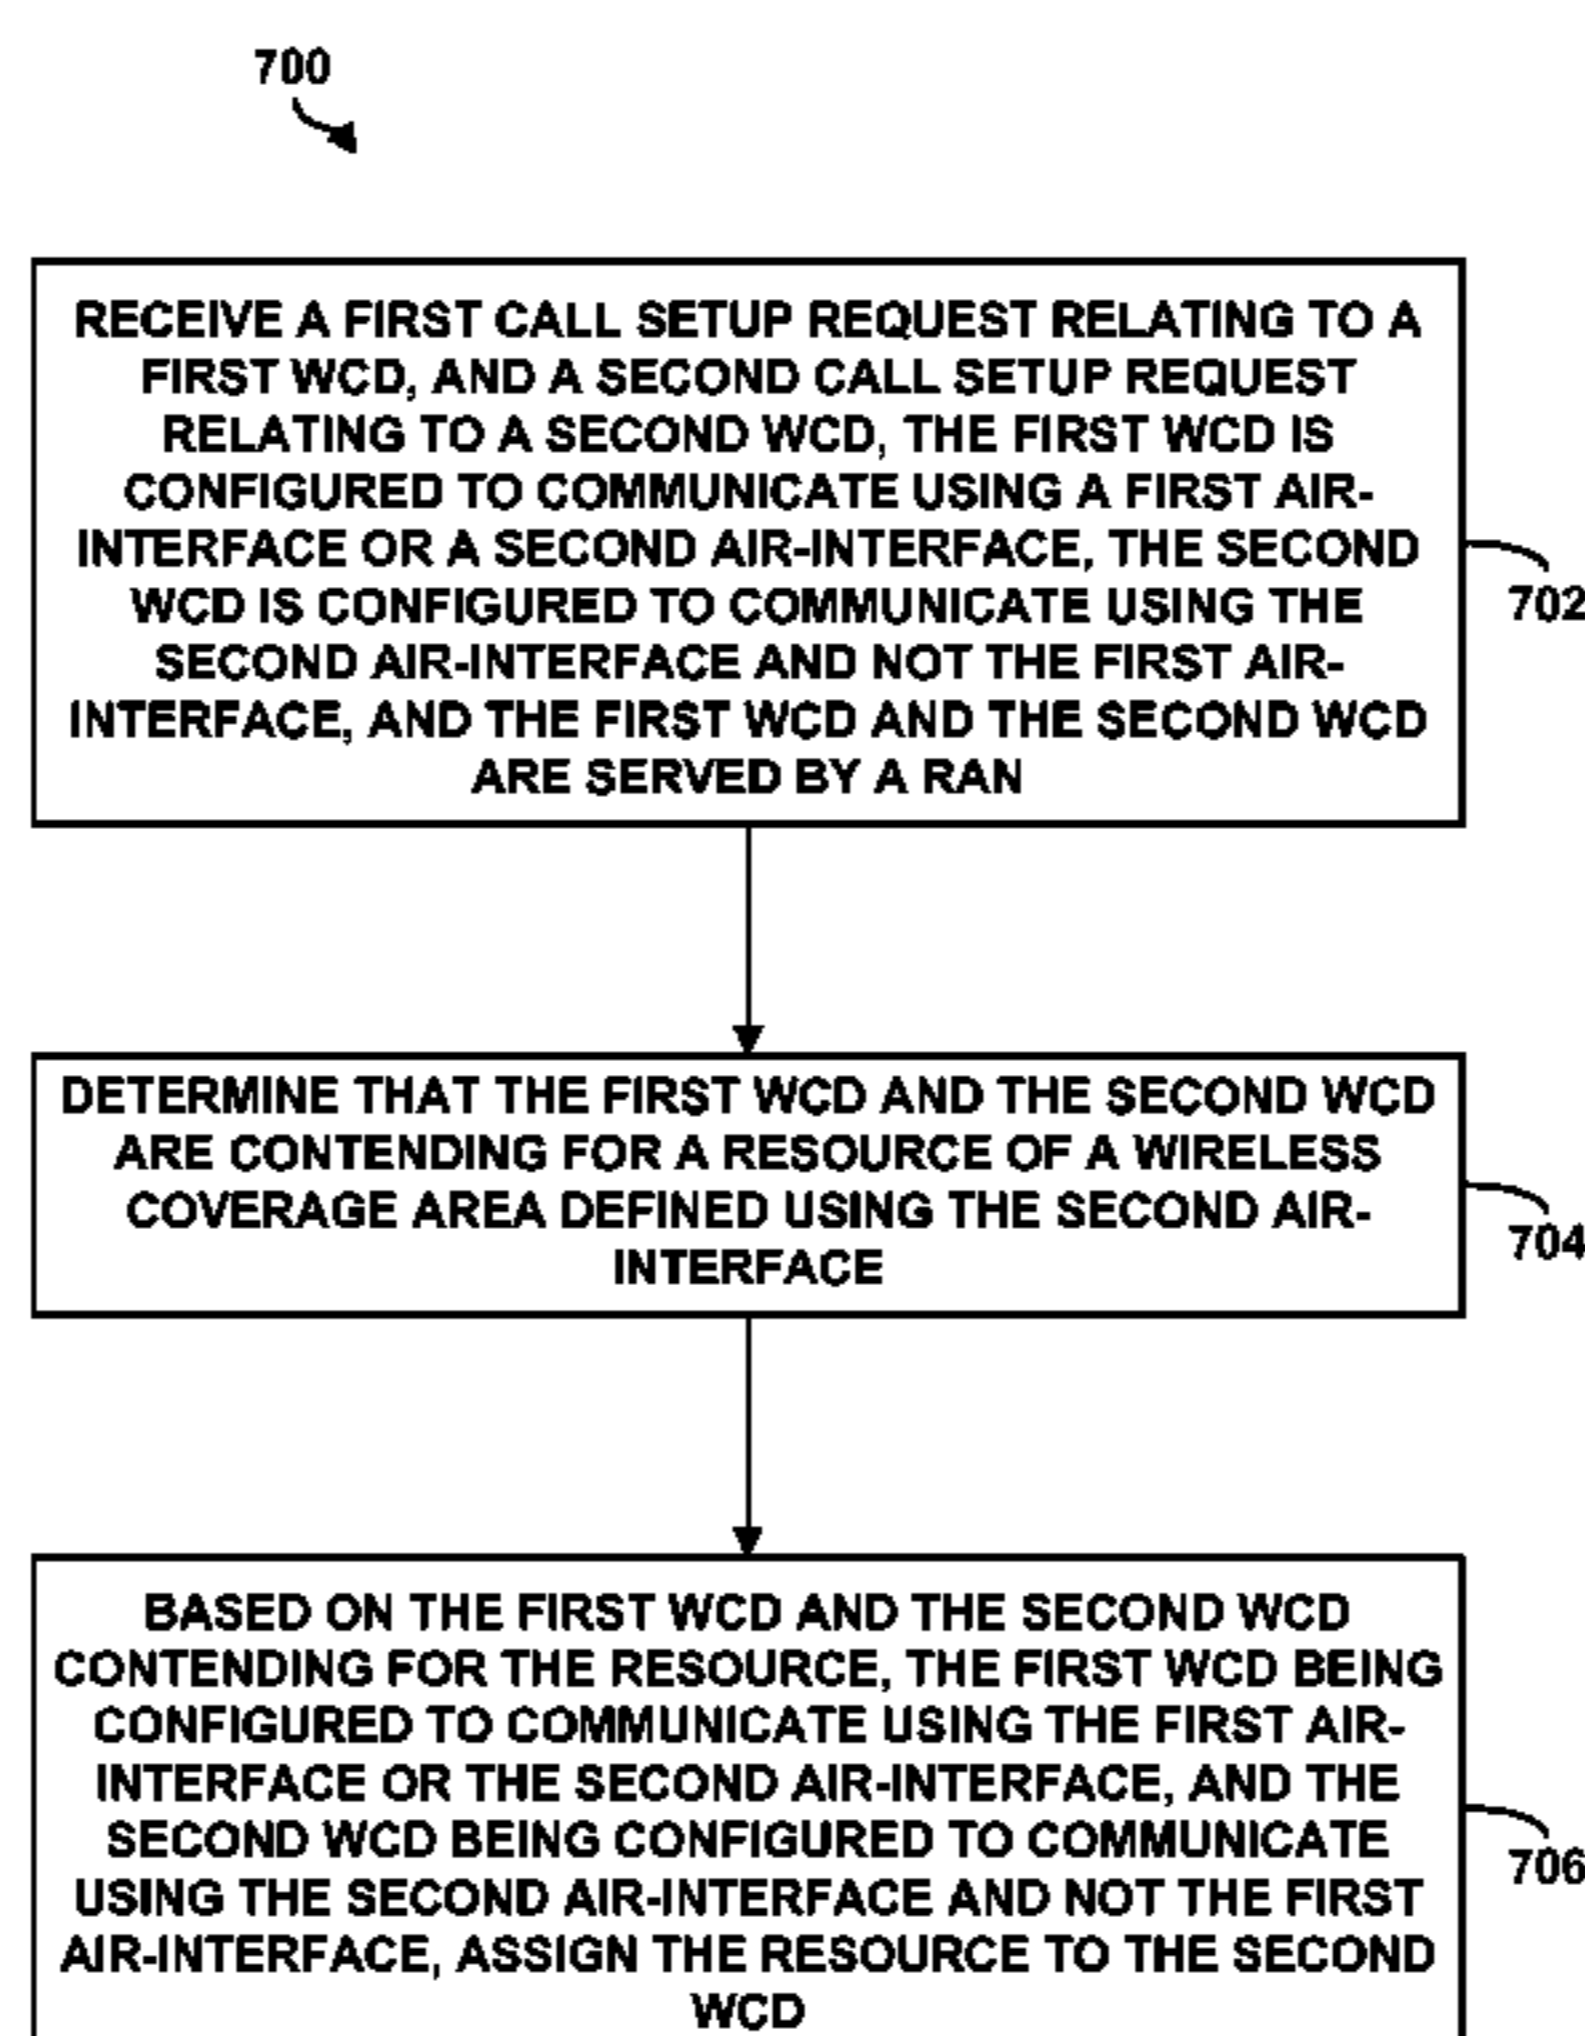 700
RECEIVE A FIRST CALL SETUP REQUEST RELATING TO A
FIRST WCD, AND A SECOND CALL SETUP REQUEST
RELATING TO A SECOND WCD, THE FIRST WCD IS
CONFIGURED TO COMMUNICATE USING A FIRST AIR-
INTERFACE OR A SECOND AIR-INTERFACE, THE SECOND
WCD IS CONFIGURED TO COMMUNICATE USING THE
SECOND AIR-INTERFACE AND NOT THE FIRST AIR-
INTERFACE, AND THE FIRST WCD AND THE SECOND WCD
ARE SERVED BY A RAN
702
DETERMINE THAT THE FIRST WCD AND THE SECOND WCD
ARE CONTENDING FOR A RESOURCE OF A WIRELESS
COVERAGE AREA DEFINED USING THE SECOND AIR-
INTERFACE
704
BASED ON THE FIRST WCD AND THE SECOND WCD
CONTENDING FOR THE RESOURCE, THE FIRST WCD BEING
CONFIGURED TO COMMUNICATE USING THE FIRST AIR-
INTERFACE OR THE SECOND AIR-INTERFACE, AND THE
SECOND WCD BEING CONFIGURED TO COMMUNICATE
USING THE SECOND AIR-INTERFACE AND NOT THE FIRST
AIR-INTERFACE, ASSIGN THE RESOURCE TO THE SECOND
WCD
706